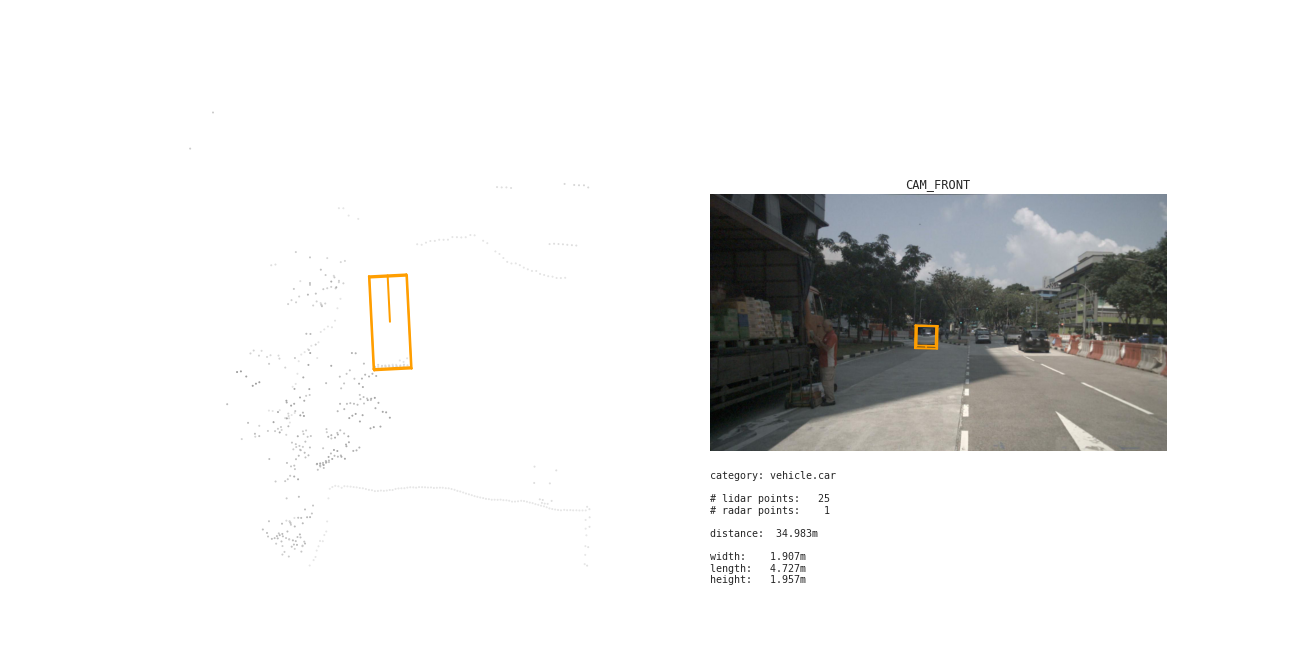 CAM_FRONT
category: vehicle.car
# lidar points:   25
# radar points:    1
distance:  34.983m
width:    1.907m
length:   4.727m
height:   1.957m